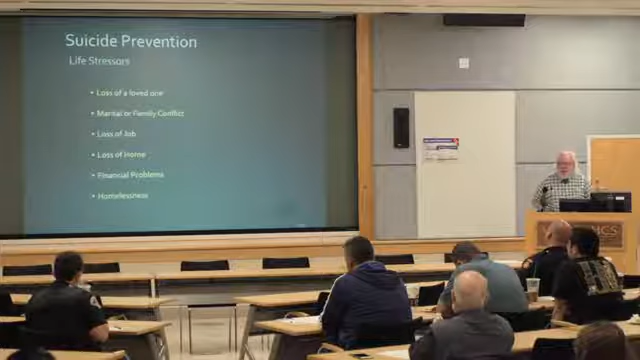 Suicide Prevention
Life Stressors
• Loss of a loved one
• Marital or Family Conflict
• Loss of Job
• Loss of Home
• Financial Problems
• Homelessness